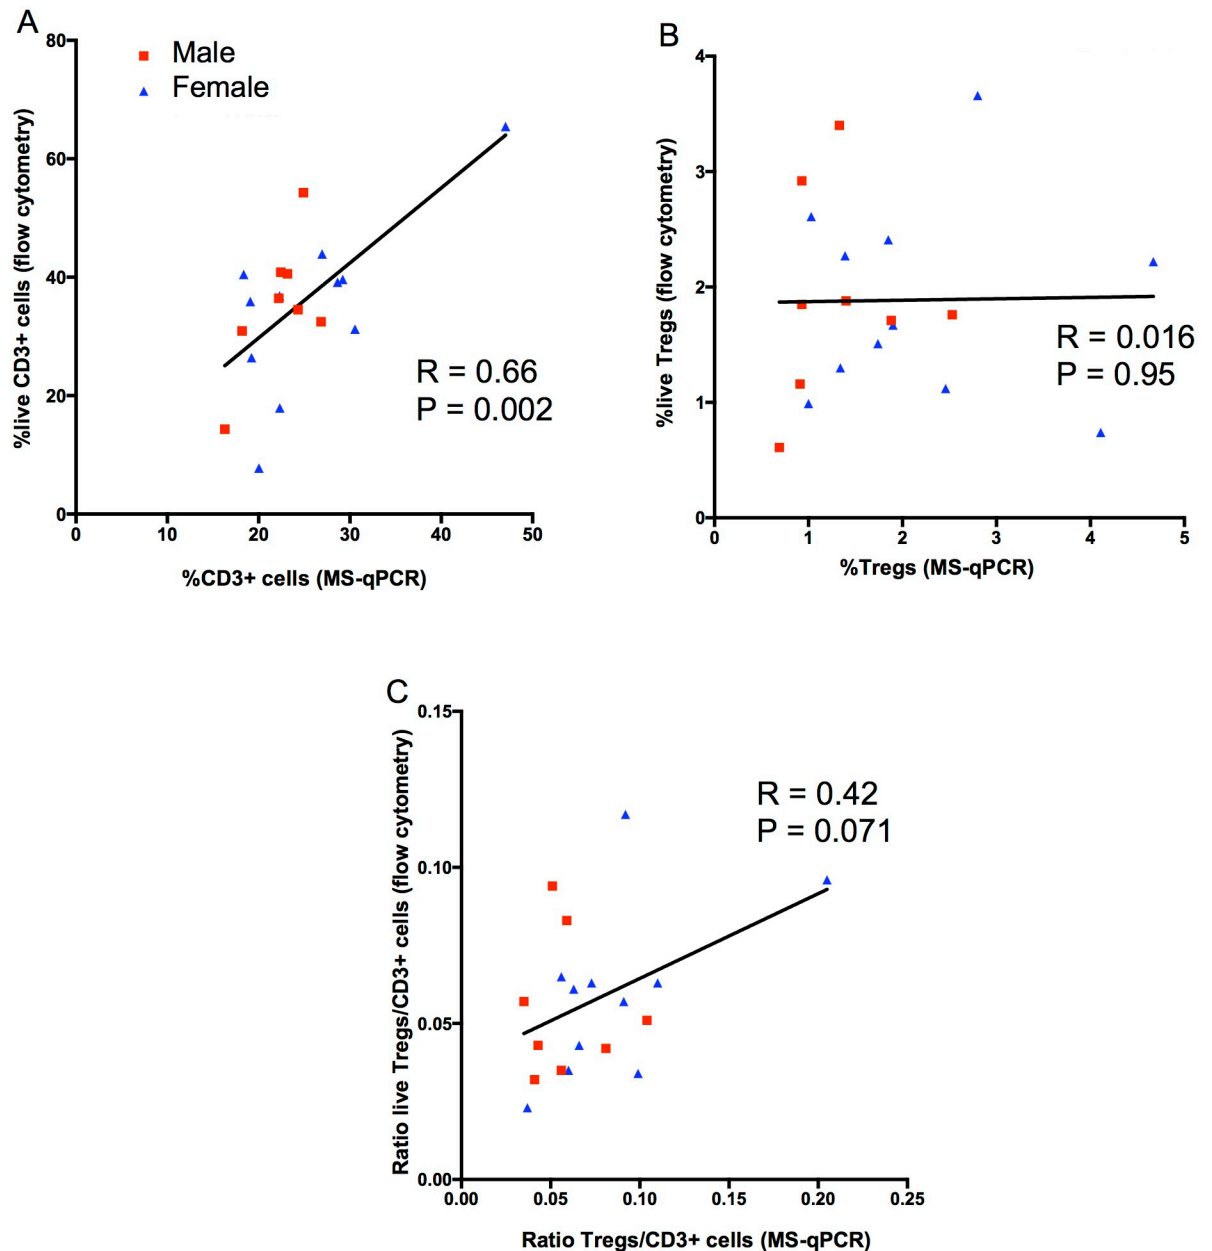 A
Male
Female
80
60
40
20
0
0 10 20 30 40 50
%live CD3+ cells (flow cytometry)
%CD3+ cells (MS-qPCR)
R = 0.66
P = 0.002
B
4
3
2
1
0
0 1 2 3 4 5
%live Tregs (flow cytometry)
%Tregs (MS-qPCR)
R = 0.016
P = 0.95
C
0.15
0.10
0.05
0.00
0.00 0.05 0.10 0.15 0.20 0.25
Ratio live Tregs/CD3+ cells (flow cytometry)
Ratio Tregs/CD3+ cells (MS-qPCR)
R = 0.42
P = 0.071